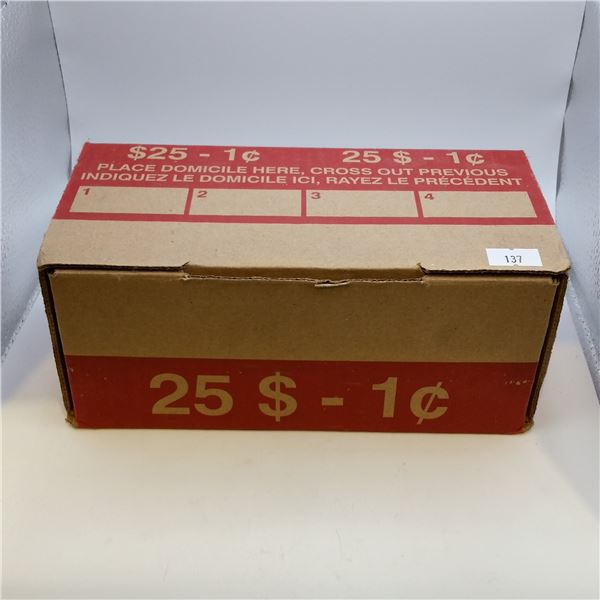 $25 - 1¢ 25 $ - 1¢
PLACE DOMICILE HERE, CROSS OUT PREVIOUS
INDIQUEZ LE DOMICILE ICI, RAYEZ LE PRÉCÉDENT
1 2 3 4
137
25 $ - 1¢